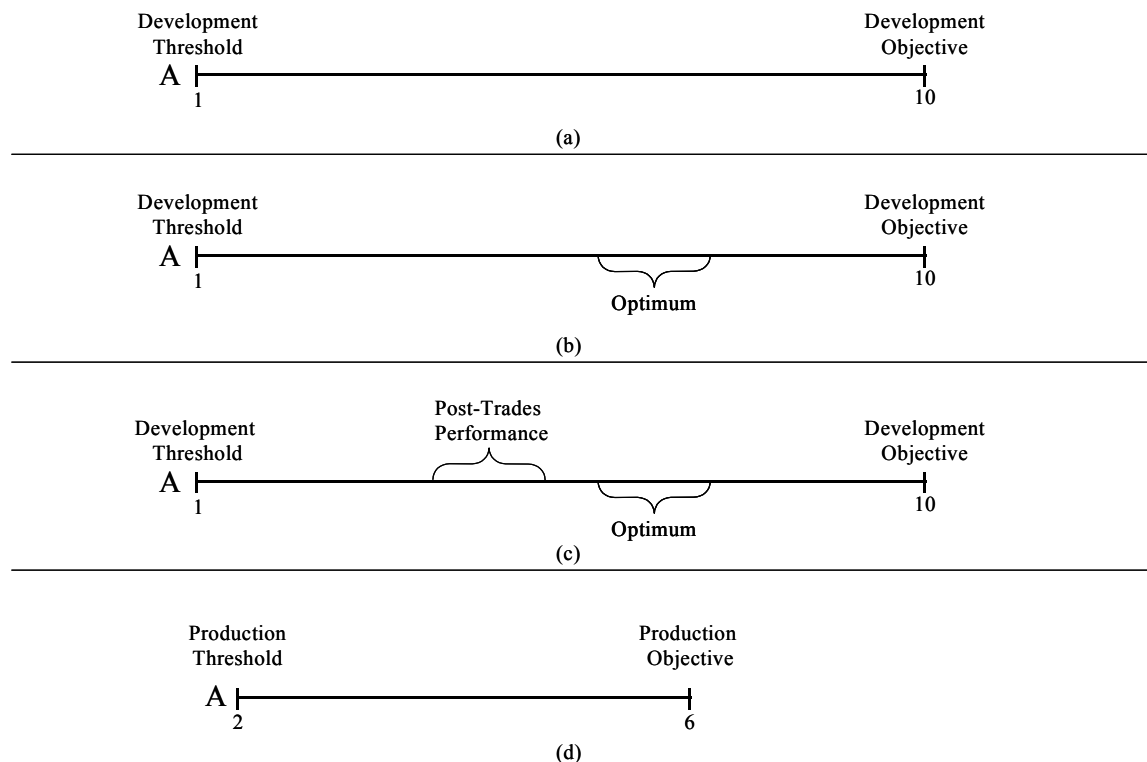 Development
Threshold
Development
Objective
A
1
10
(a)
Development
Threshold
Development
Objective
A
1
10
Optimum
(b)
Post-Trades
Performance
Development
Threshold
Development
Objective
A
1
10
Optimum
(c)
Production
Threshold
Production
Objective
A
2
6
(d)